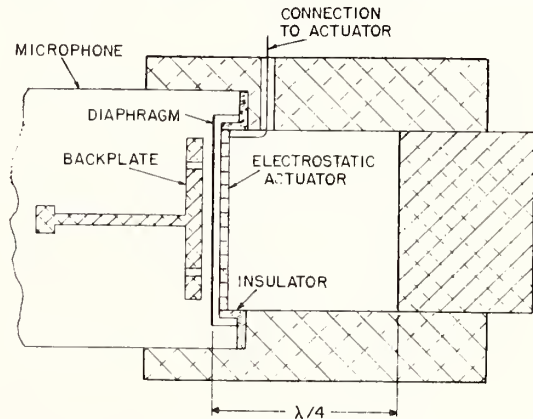 CONNECTION
TO ACTUATOR
MICROPHONE
DIAPHRAGM
BACKPLATE
ELECTROSTATIC
ACTUATOR
INSULATOR
λ/4